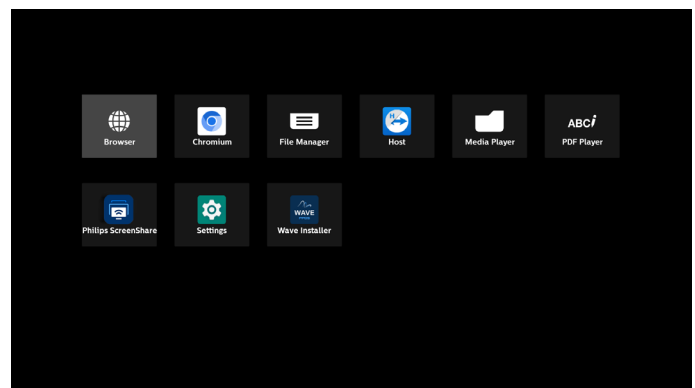 Browser
Chromium
File Manager
H
Host
Media Player
ABCi
PDF Player
Philips ScreenShare
Settings
WAVE
Wave Installer